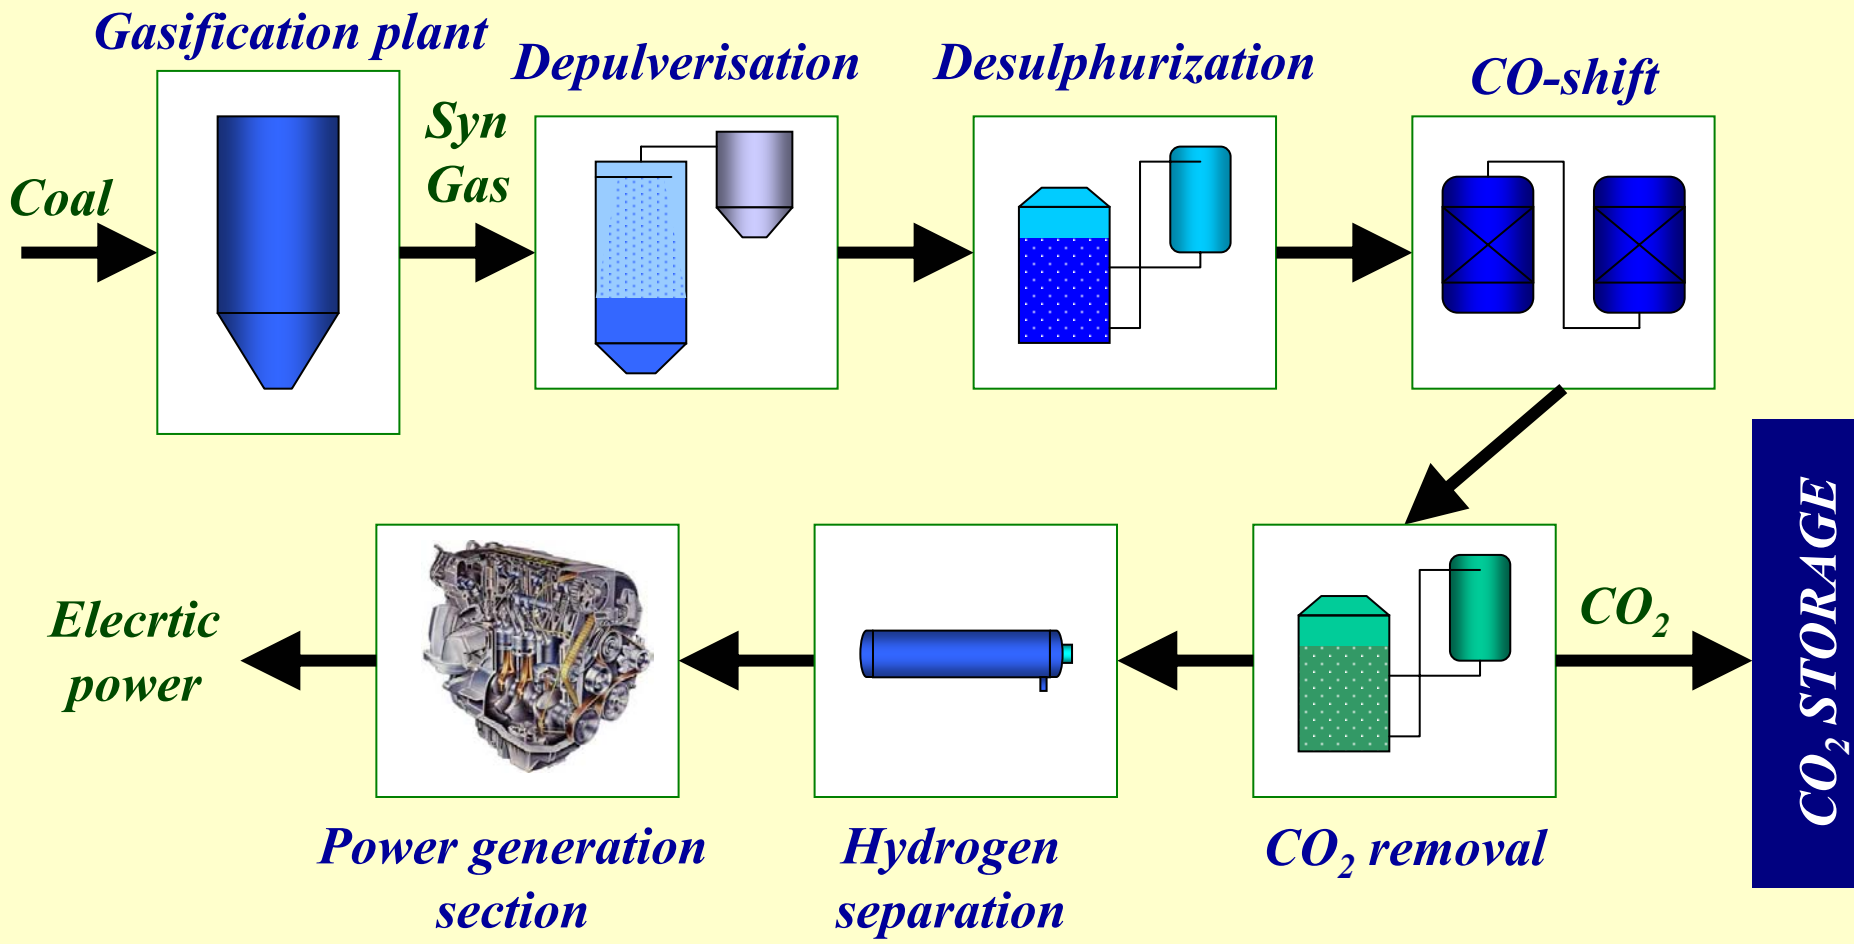 Gasification plant
Depulverisation
Desulphurization
CO-shift
Syn
Gas
Coal
CO₂ STORAGE
Elecrtic
power
CO₂
Power generation
section
Hydrogen
separation
CO₂ removal